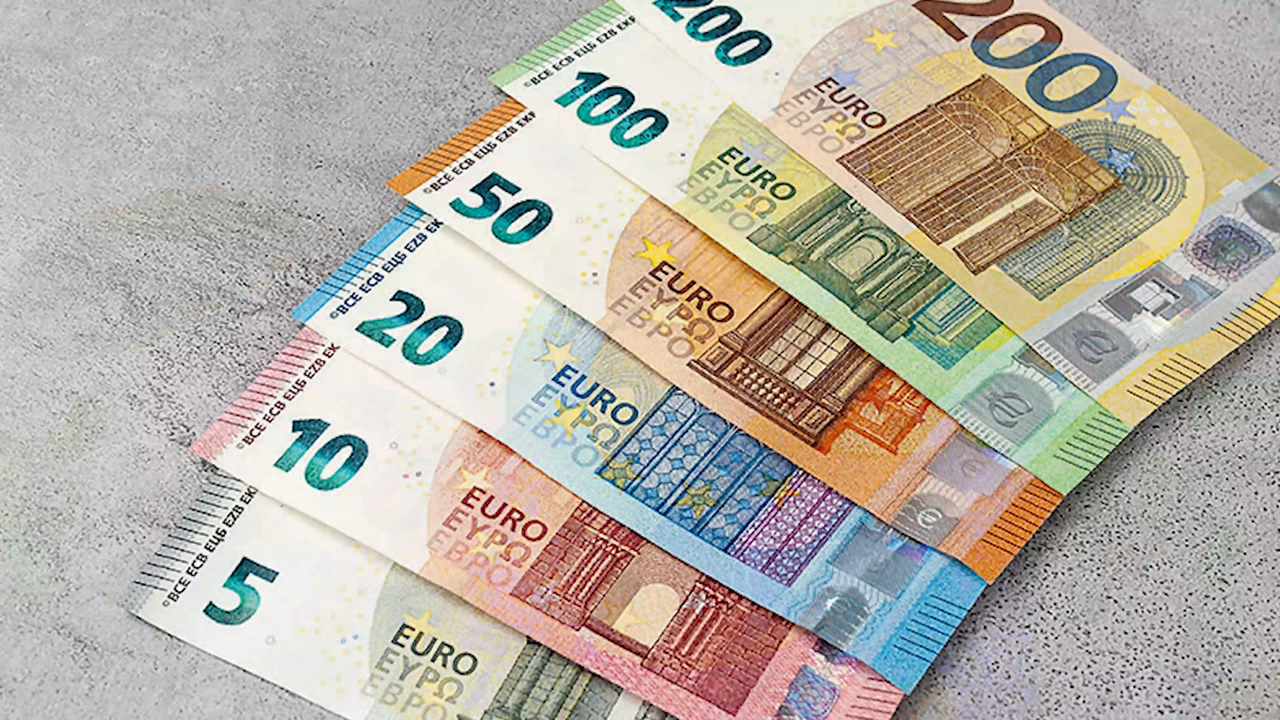 200
200
EURO
ΕΥΡΩ
ЕВРО
©BCE ECB ЕЦБ EZB EKP
100
EURO
ΕΥΡΩ
ЕВРО
©BCE ECB ЕЦБ EZB EKP
50
EURO
ΕΥΡΩ
ЕВРО
©BCE ECB ЕЦБ EZB EK
20
EURO
ΕΥΡΩ
ЕВРО
©BCE ECB ЕЦБ EZB EK
10
EURO
ΕΥΡΩ
ЕВРО
©BCE ECB ЕЦБ EZB EK
5
EURO
ΕΥΡΩ
ЕВРО